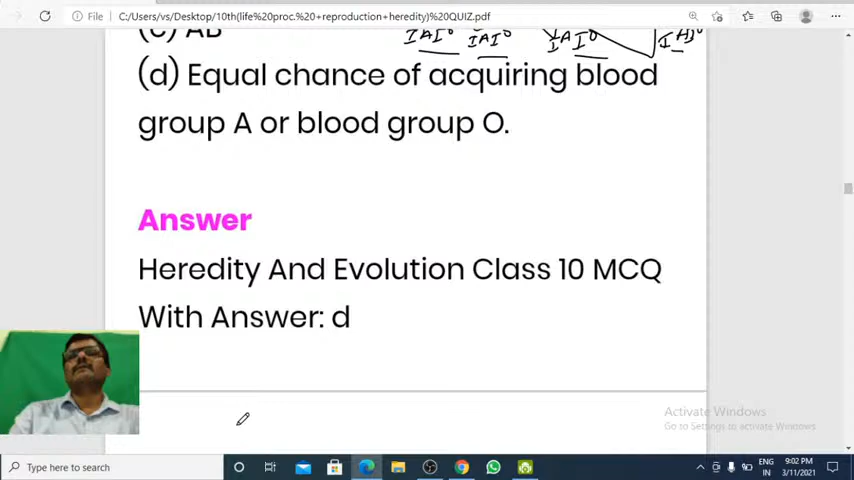 File
C:/Users/vs/Desktop/10th(life%20proc.%20+reproduction+heredity)%20QUIZ.pdf
(c) AB
(d) Equal chance of acquiring blood
group A or blood group O.
Answer
Heredity And Evolution Class 10 MCQ
With Answer: d
Activate Windows
Go to Settings to activate Windows
Type here to search
ENG
IN
9:02 PM
3/11/2021